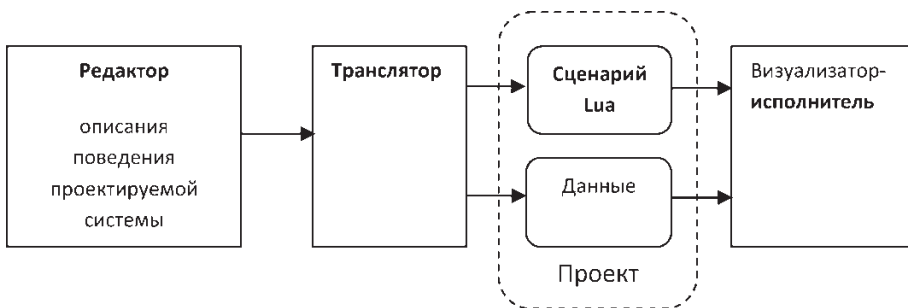 Редактор
описания
поведения
проектируемой
системы
Транслятор
Сценарий
Lua
Данные
Проект
Визуализатор-
исполнитель